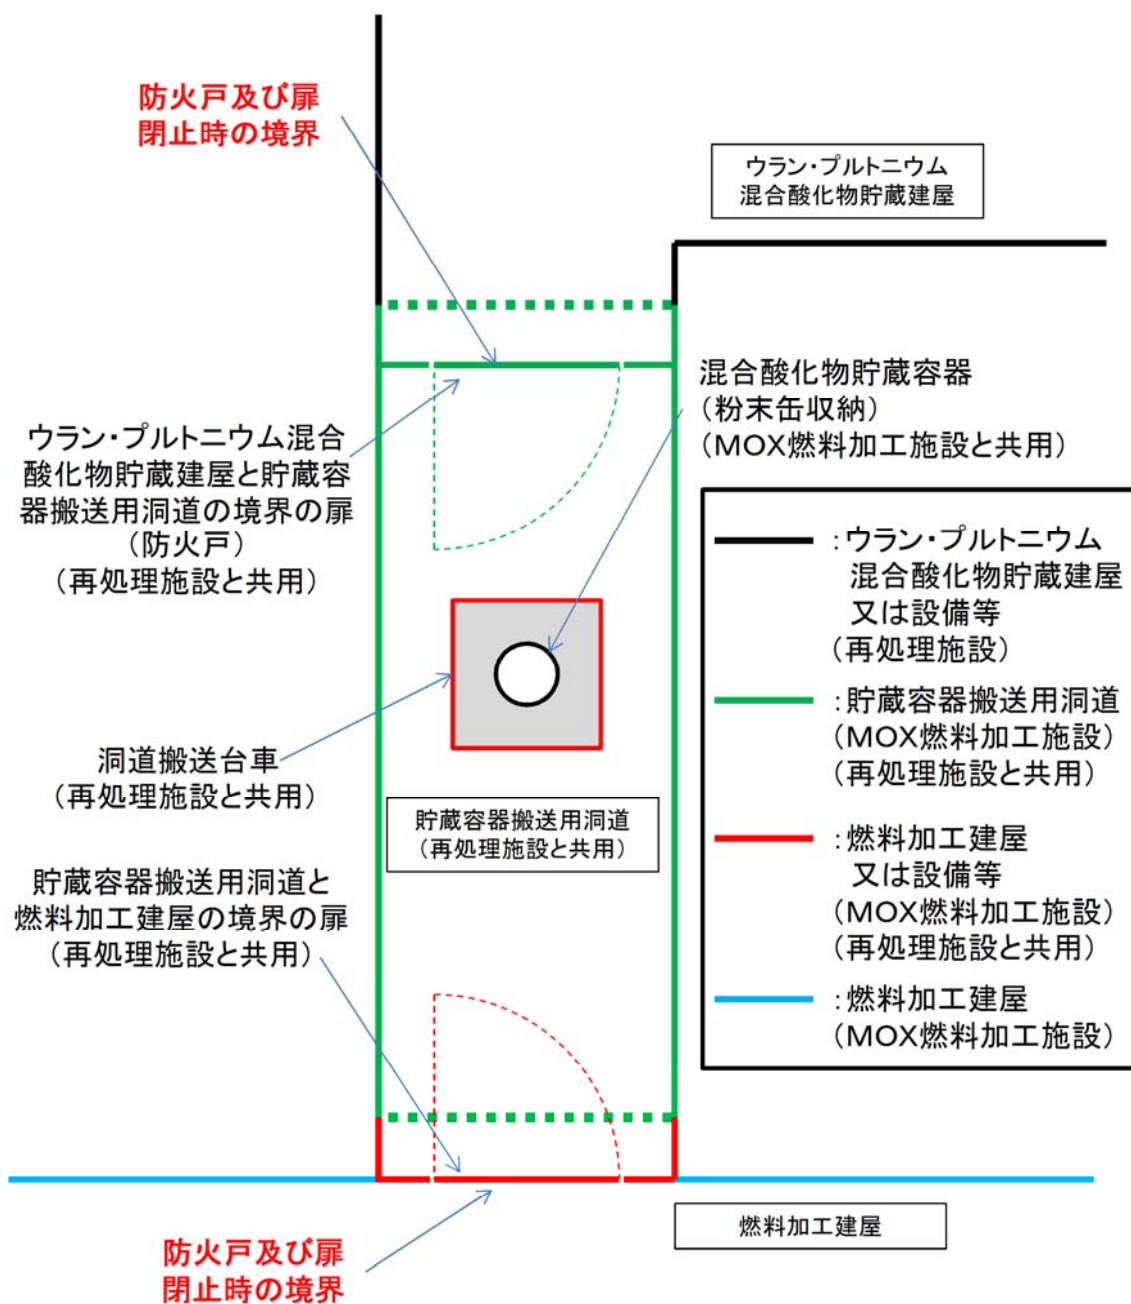 防火戸及び扉
閉止時の境界
ウラン・プルトニウム
混合酸化物貯蔵建屋
混合酸化物貯蔵容器
（粉末缶収納）
（MOX燃料加工施設と共用）
ウラン・プルトニウム混合
酸化物貯蔵建屋と貯蔵容
器搬送用洞道の境界の扉
（防火戸）
（再処理施設と共用）
洞道搬送台車
（再処理施設と共用）
貯蔵容器搬送用洞道
（再処理施設と共用）
貯蔵容器搬送用洞道と
燃料加工建屋の境界の扉
（再処理施設と共用）
：ウラン・プルトニウム
混合酸化物貯蔵建屋
又は設備等
（再処理施設）
：貯蔵容器搬送用洞道
（MOX燃料加工施設）
（再処理施設と共用）
：燃料加工建屋
又は設備等
（MOX燃料加工施設）
（再処理施設と共用）
：燃料加工建屋
（MOX燃料加工施設）
燃料加工建屋
防火戸及び扉
閉止時の境界